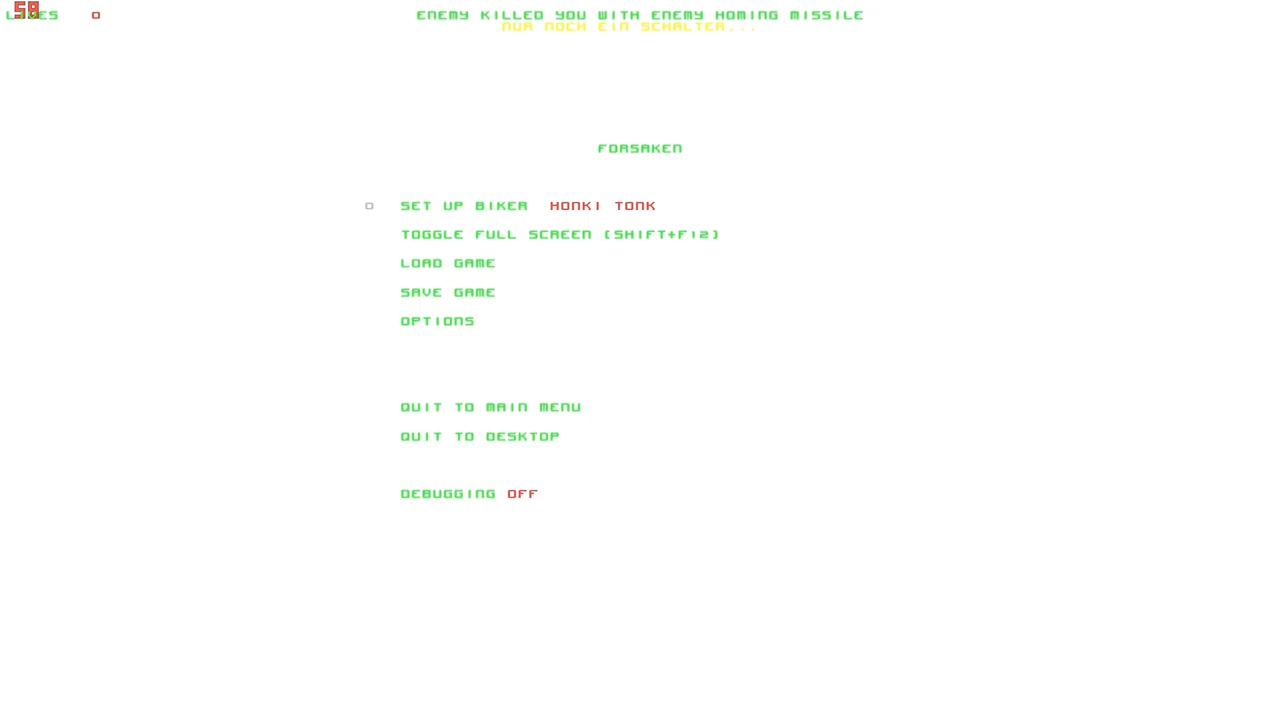 58
LIVES 0
ENEMY KILLED YOU WITH ENEMY HOMING MISSILE
NUR NOCH EIN SCHALTER...
FORSAKEN
SET UP BIKER HONKI TONK
TOGGLE FULL SCREEN (SHIFT+F12)
LOAD GAME
SAVE GAME
OPTIONS
QUIT TO MAIN MENU
QUIT TO DESKTOP
DEBUGGING OFF